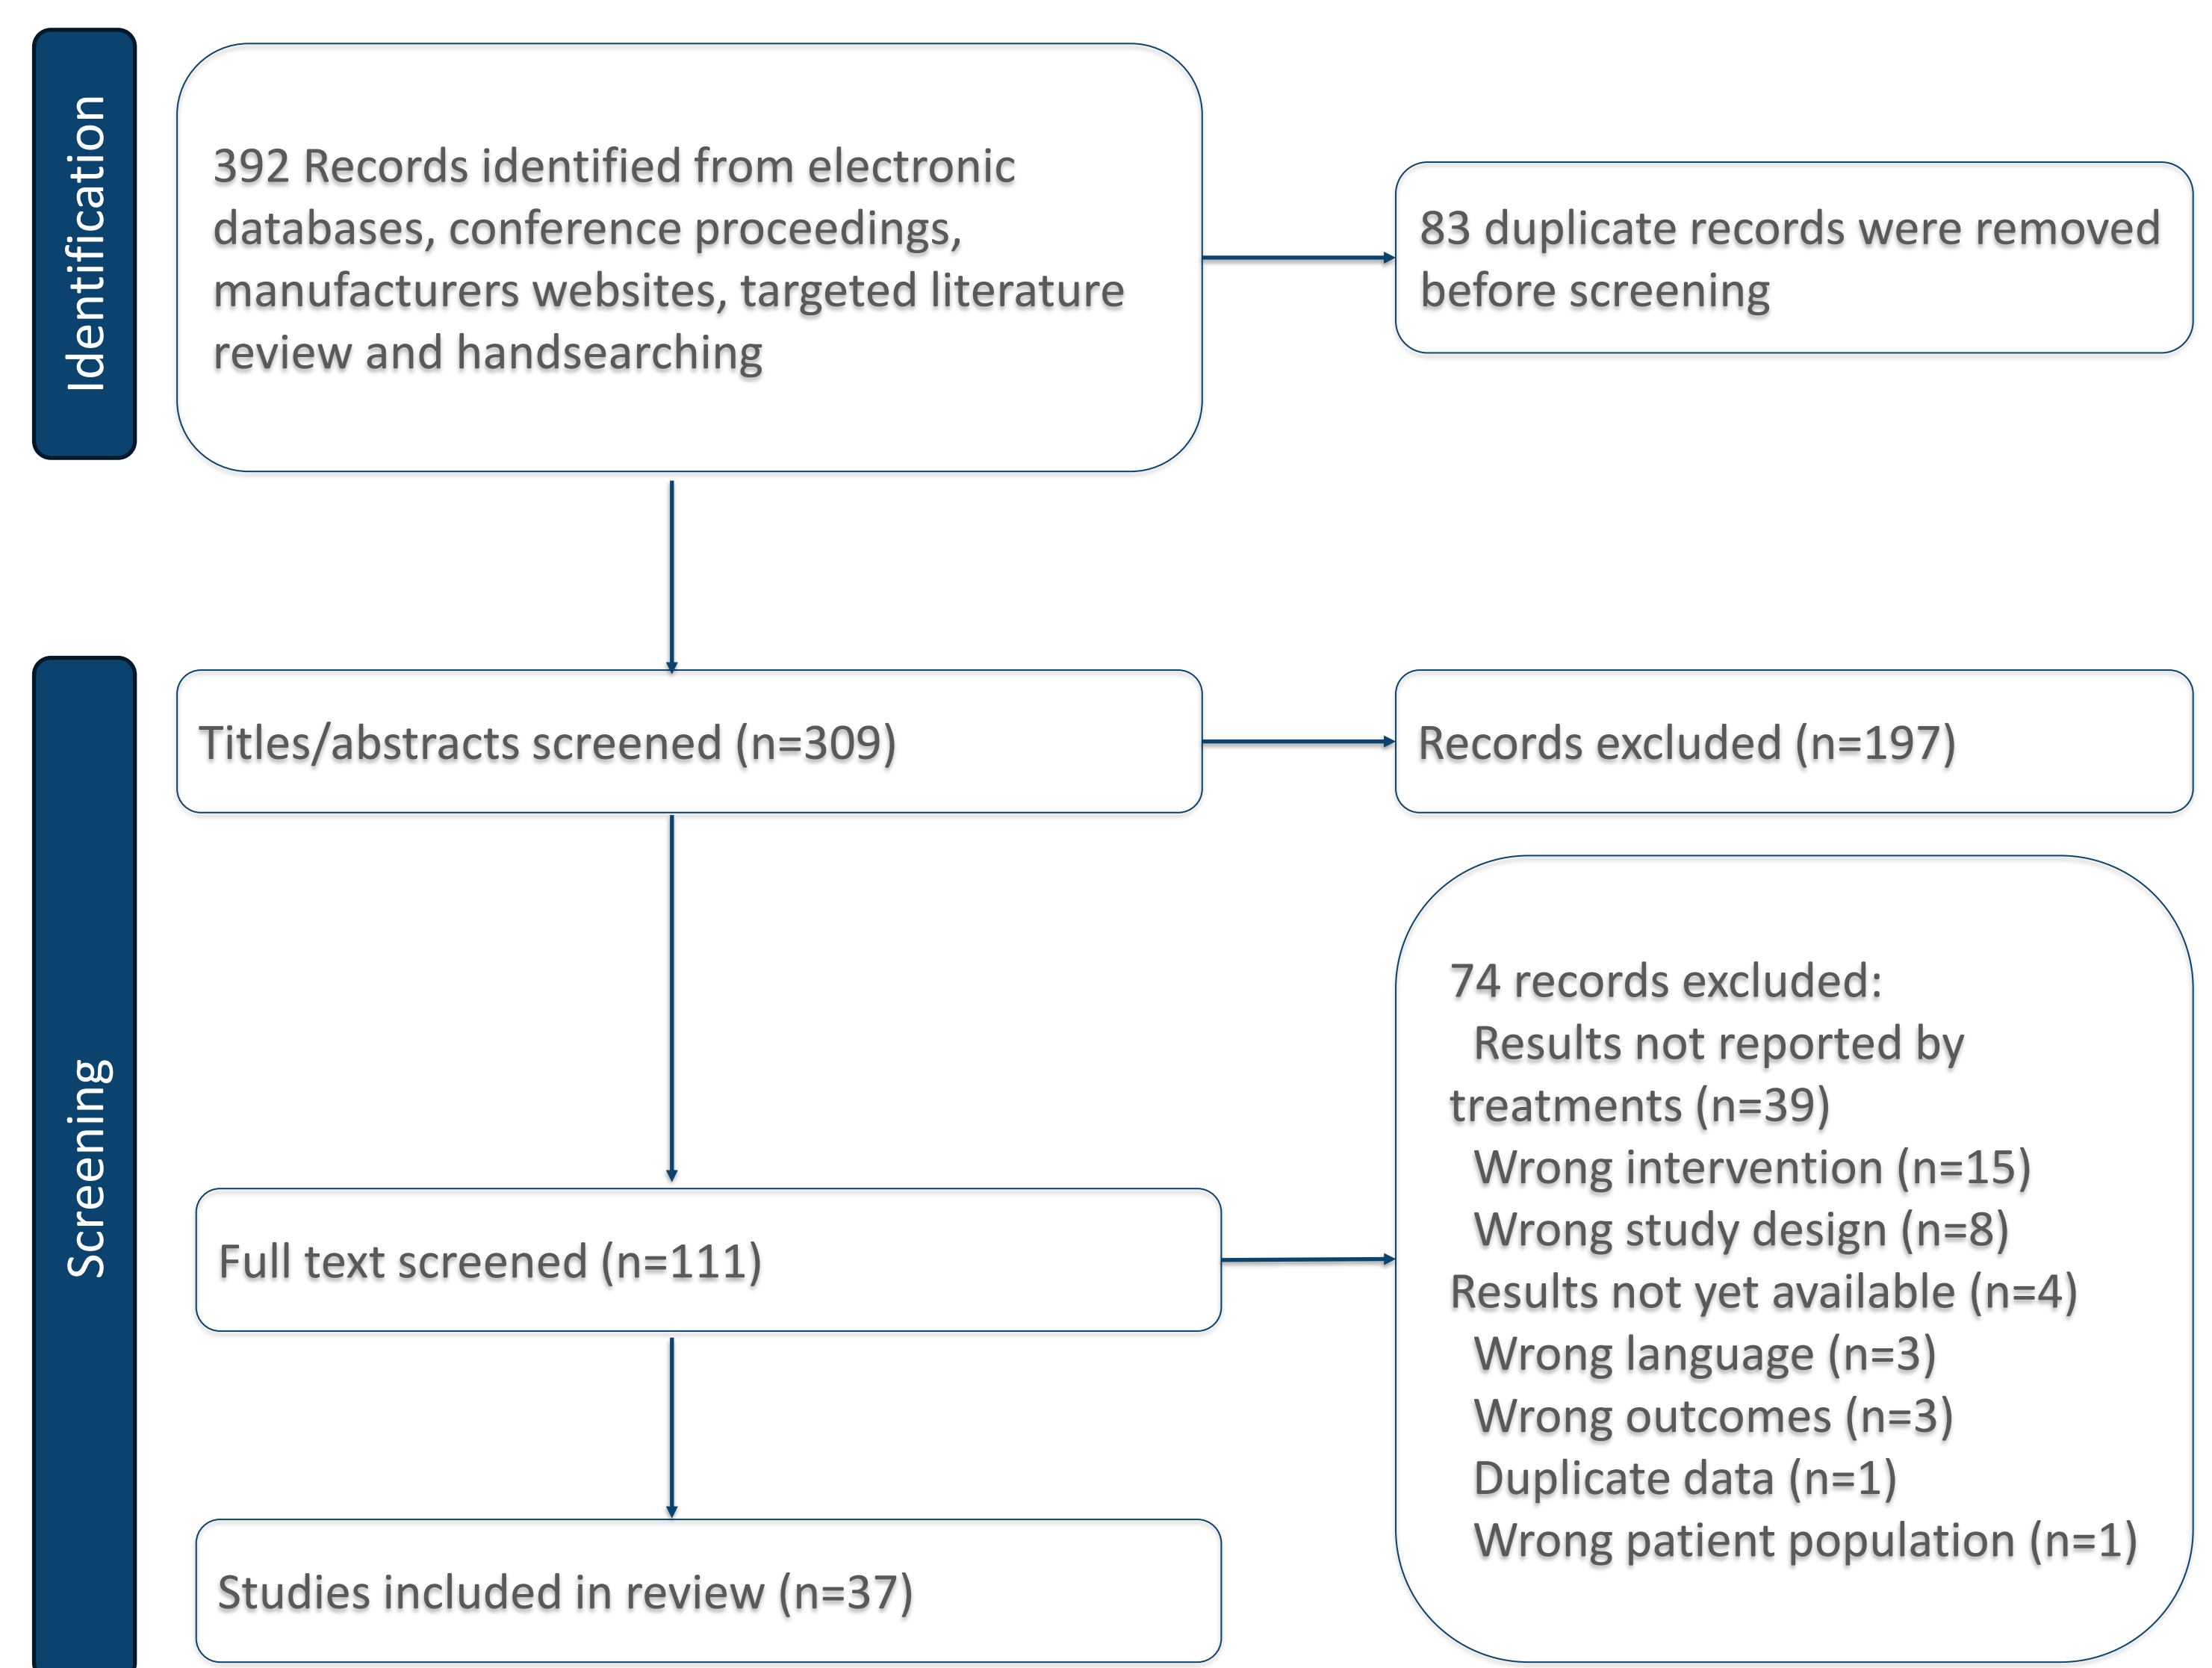 Identification
392 Records identified from electronic
databases, conference proceedings,
manufacturers websites, targeted literature
review and handsearching
83 duplicate records were removed
before screening
Screening
Titles/abstracts screened (n=309)
Records excluded (n=197)
Full text screened (n=111)
74 records excluded:
Results not reported by
treatments (n=39)
Wrong intervention (n=15)
Wrong study design (n=8)
Results not yet available (n=4)
Wrong language (n=3)
Wrong outcomes (n=3)
Duplicate data (n=1)
Wrong patient population (n=1)
Studies included in review (n=37)